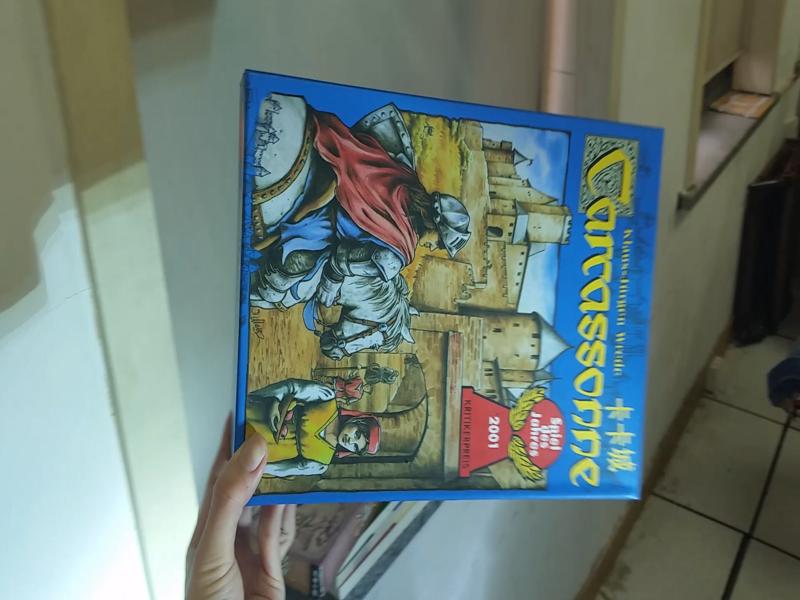 Klaus-Jürgen Wrede
Carcassonne
卡卡城
Spiel
des
Jahres
2001
KRITIKERPREIS